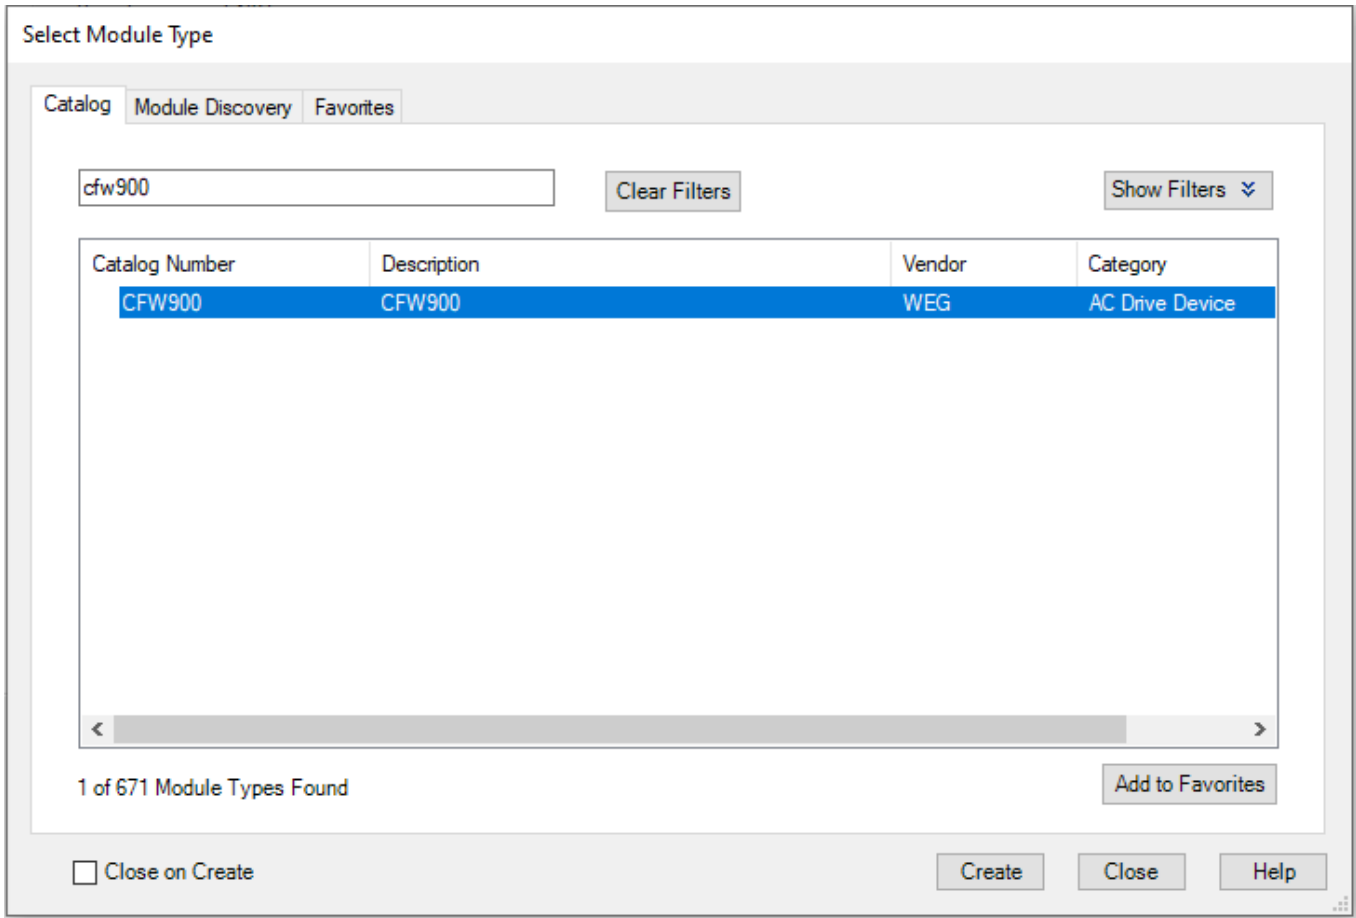 Select Module Type
Catalog Module Discovery Favorites
cfw900 Clear Filters Show Filters
Catalog Number Description Vendor Category
CFW900 CFW900 WEG AC Drive Device
1 of 671 Module Types Found Add to Favorites
Close on Create Create Close Help